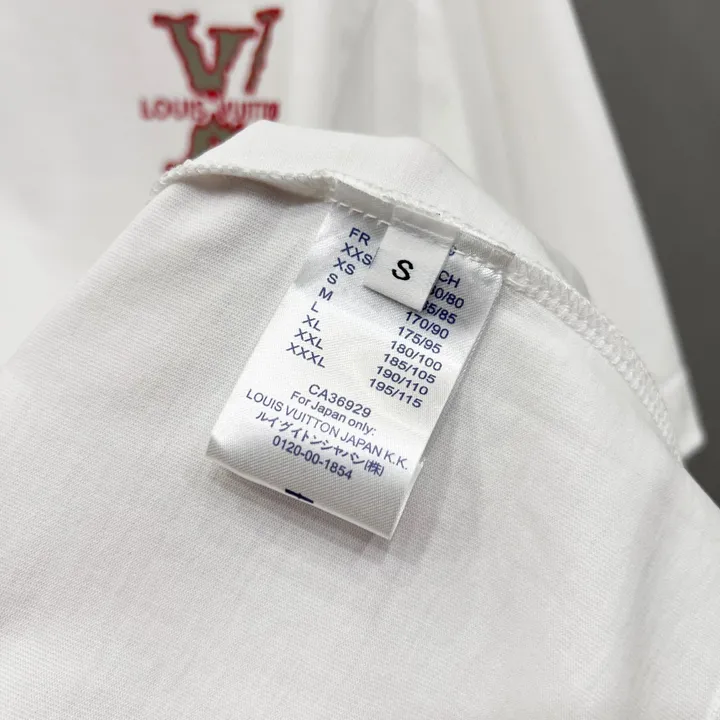 LOUIS VUITTON
S
FR
XXS
XS
S
M
L
XL
XXL
XXXL
CH
170/90
175/95
180/100
185/105
190/110
195/115
CA36929
For Japan only:
LOUIS VUITTON JAPAN K.K.
ルイヴィトンジャパン(株)
0120-00-1854